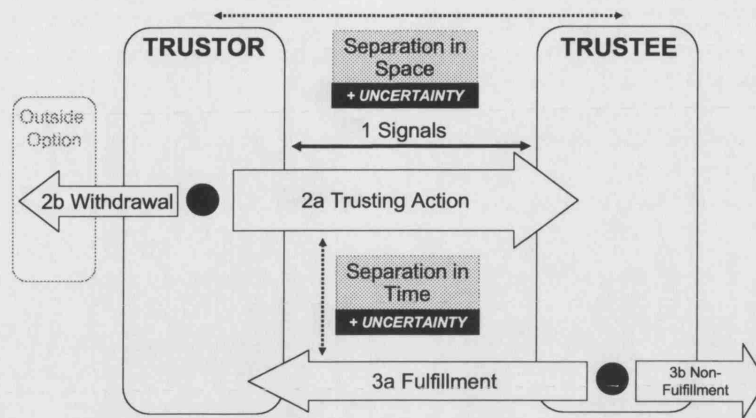 TRUSTOR
Separation in
Space
+ UNCERTAINTY
TRUSTEE
Outside
Option
1 Signals
2b Withdrawal
2a Trusting Action
Separation in
Time
+ UNCERTAINTY
3a Fulfillment
3b Non-
Fulfillment